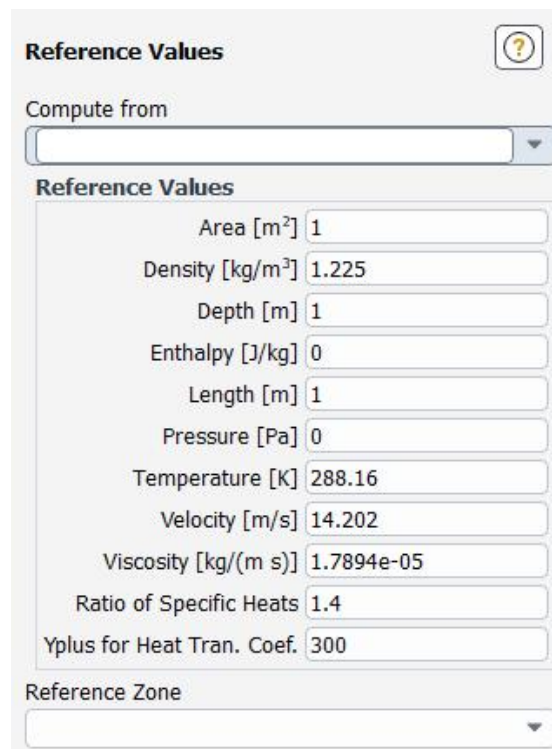 Reference Values
?
Compute from
Reference Values
Area [m²] 1
Density [kg/m³] 1.225
Depth [m] 1
Enthalpy [J/kg] 0
Length [m] 1
Pressure [Pa] 0
Temperature [K] 288.16
Velocity [m/s] 14.202
Viscosity [kg/(m s)] 1.7894e-05
Ratio of Specific Heats 1.4
Yplus for Heat Tran. Coef. 300
Reference Zone